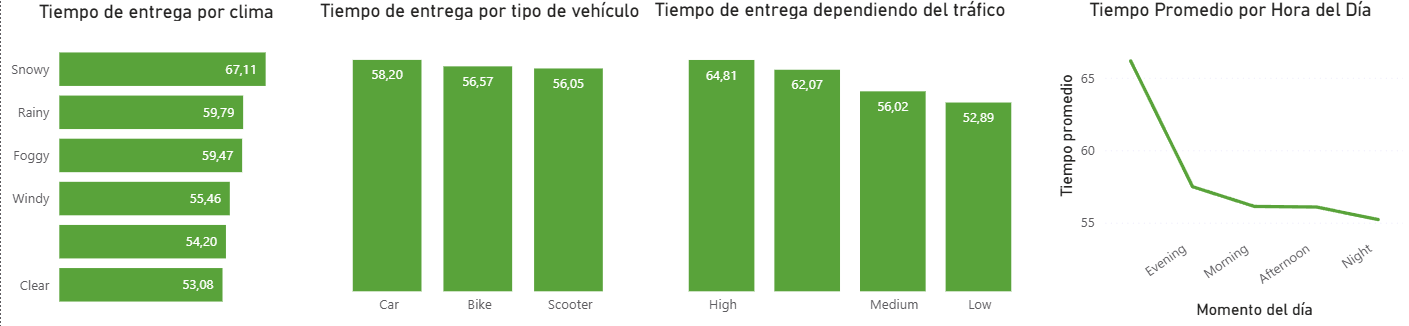 Tiempo de entrega por clima
Snowy 67,11
Rainy 59,79
Foggy 59,47
Windy 55,46
54,20
Clear 53,08
Tiempo de entrega por tipo de vehículo
58,20 56,57 56,05
Car Bike Scooter
Tiempo de entrega dependiendo del tráfico
64,81 62,07 56,02 52,89
High Medium Low
Tiempo Promedio por Hora del Día
Tiempo promedio
65
60
55
Evening Morning Afternoon Night
Momento del día